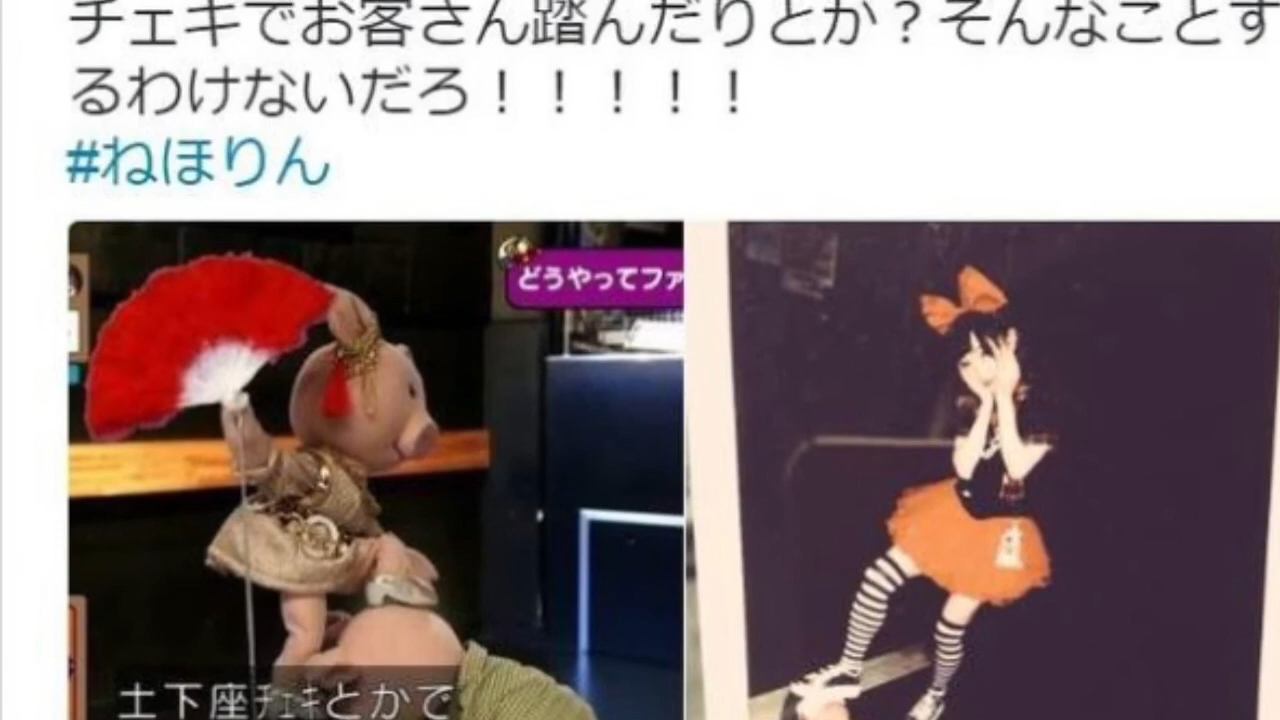 チェキでお客さん踏んだりとか？そんなことす
るわけないだろ！！！！！
#ねほりん
どうやってファ
土下座ﾁｪｷとかで